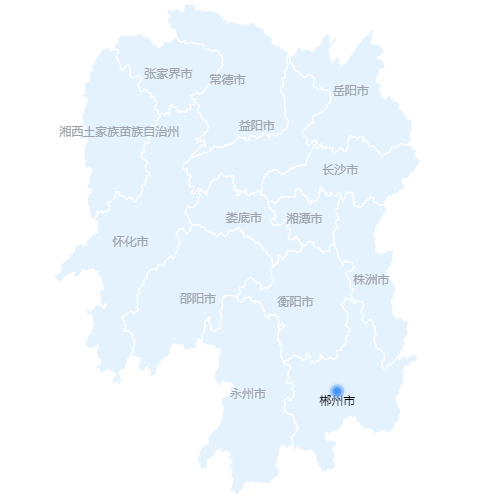 张家界市
常德市
岳阳市
益阳市
湘西土家族苗族自治州
长沙市
娄底市
湘潭市
怀化市
株洲市
邵阳市
衡阳市
永州市
郴州市